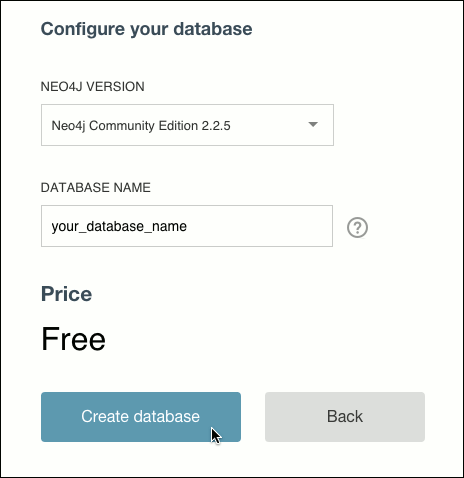 Configure your database
NEO4J VERSION
Neo4j Community Edition 2.2.5
DATABASE NAME
your_database_name
?
Price
Free
Create database
Back